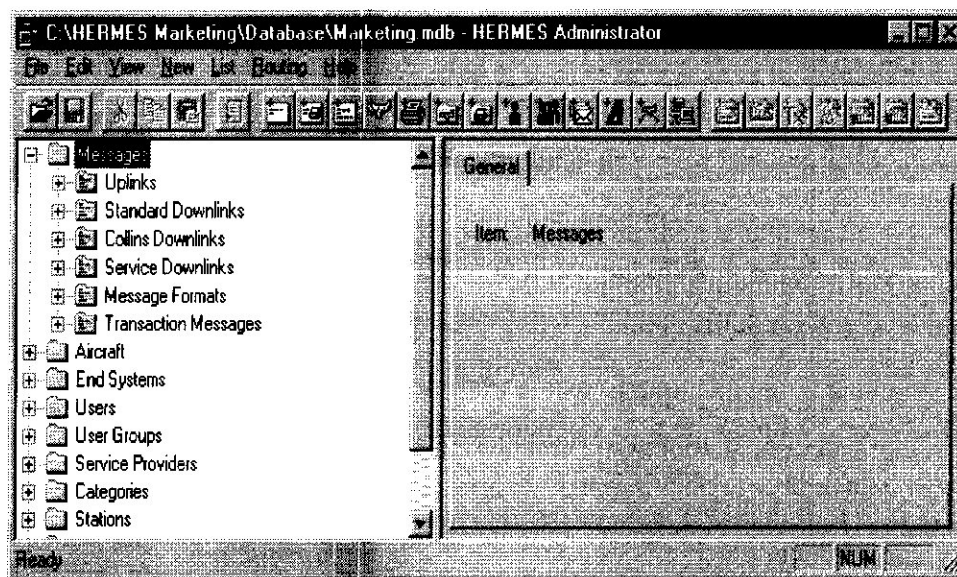 C:\HERMES Marketing\Database\Marketing.mdb - HERMES Administrator
File Edit View New List Routing Help
Messages
Uplinks
Standard Downlinks
Collins Downlinks
Service Downlinks
Message Formats
Transaction Messages
Aircraft
End Systems
Users
User Groups
Service Providers
Categories
Stations
General
Item: Messages
Ready
NUM